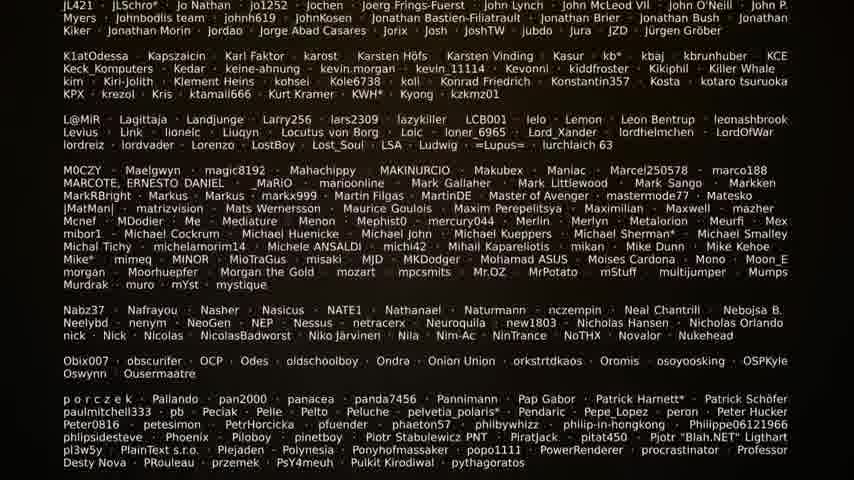 JL421 · JLSchro* · Jo Nathan · jo1252 · Jochen · Joerg Frings-Fuerst · John Lynch · John McLeod VII · John O'Neill · John P.
Myers · Johnbodlis team · johnh619 · JohnKosen · Jonathan Bastien-Filiatrault · Jonathan Brier · Jonathan Bush · Jonathan
Kiker · Jonathan Morin · Jordao · Jorge Abad Casares · Jorix · Josh · JoshTW · jubdo · Jura · JZD · Jürgen Gröber
K1atOdessa · Kapszaicin · Karl Faktor · karost · Karsten Höfs · Karsten Vinding · Kasur · kb* · kbaj · kbrunhuber · KCE
Keck_Komputers · Kedar · keine-ahnung · kevin.morgan · kevin_11114 · Kevonni · kiddfroster · Kikiphil · Killer Whale
kim · Kiri-Jolith · Klement Heins · kohsei · Kole6738 · koli · Konrad Friedrich · Konstantin357 · Kosta · kotaro tsuruoka
KPX · krezol · Kris · ktamail666 · Kurt Kramer · KWH* · Kyong · kzkmz01
L@MiR · Lagittaja · Landjunge · Larry256 · lars2309 · lazykiller · LCB001 · lelo · Lemon · Leon Bentrup · leonashbrook
Levius · Link · lioneic · Liuqyn · Locutus von Borg · Loic · loner_6965 · Lord_Xander · lordhelmchen · LordOfWar
lordreiz · lordvader · Lorenzo · LostBoy · Lost_Soul · LSA · Ludwig · =Lupus= · lurchlaich 63
M0CZY · Maelgwyn · magic8192 · Mahachippy · MAKINURCIO · Makubex · Maniac · Marcel250578 · marco188
MARCOTE, ERNESTO DANIEL · _MaRiO · marioonline · Mark Gallaher · Mark Littlewood · Mark Sango · Markken
MarkRBright · Markus · Markus · markx999 · Martin Filgas · MartinDE · Master of Avenger · mastermode77 · Matesko
|MatMan| · matrizvision · Mats Wernersson · Maurice Goulois · Maxim Perepelitsya · Maximilian · Maxwell · mazher
Mcnef · MDodier · Me · Mediature · Menon · Mephist0 · mercury044 · Merlin · Merlyn · Metalorion · Meurfi · Mex
mibor1 · Michael Cockrum · Michael Huenicke · Michael John · Michael Kueppers · Michael Sherman* · Michael Smalley
Michal Tichy · michelamorim14 · Michele ANSALDI · michi42 · Mihail Kapareliotis · mikan · Mike Dunn · Mike Kehoe
Mike* · mimeq · MINOR · MioTraGus · misaki · MJD · MKDodger · Mohamad ASUS · Moises Cardona · Mono · Moon_E
morgan · Moorhuepfer · Morgan the Gold · mozart · mpcsmits · Mr.OZ · MrPotato · mStuff · multijumper · Mumps
Murdrak · muro · mYst · mystique
Nabz37 · Nafrayou · Nasher · Nasicus · NATE1 · Nathanael · Naturmann · nczempin · Neal Chantrill · Nebojsa B.
Neelybd · nenym · NeoGen · NEP · Nessus · netracerx · Neuroquila · new1803 · Nicholas Hansen · Nicholas Orlando
nick · Nick · Nicolas · NicolasBadworst · Niko Järvinen · Nila · Nim-Ac · NinTrance · NoTHX · Novalor · Nukehead
Obix007 · obscurifer · OCP · Odes · oldschoolboy · Ondra · Onion Union · orkstrtdkaos · Oromis · osoyoosking · OSPKyle
Oswynn · Ousermaatre
p o r c z e k · Pallando · pan2000 · panacea · panda7456 · Pannimann · Pap Gabor · Patrick Harnett* · Patrick Schöfer
paulmitchell333 · pb · Peciak · Pelle · Pelto · Peluche · pelvetia_polaris* · Pendaric · Pepe_Lopez · peron · Peter Hucker
Peter0816 · petesimon · PetrHorcicka · pfuender · phaeton57 · philbywhizz · philip-in-hongkong · Philippe06121966
phlipsidesteve · Phoenix · Piloboy · pinetboy · Piotr Stabulewicz PNT · PiratJack · pitat450 · Pjotr "Blah.NET" Ligthart
pl3w5y · PlainText s.r.o. · Plejaden · Polynesia · Ponyhofmassaker · popo1111 · PowerRenderer · procrastinator · Professor
Desty Nova · PRouleau · przemek · PsY4meuh · Pulkit Kirodiwal · pythagoratos